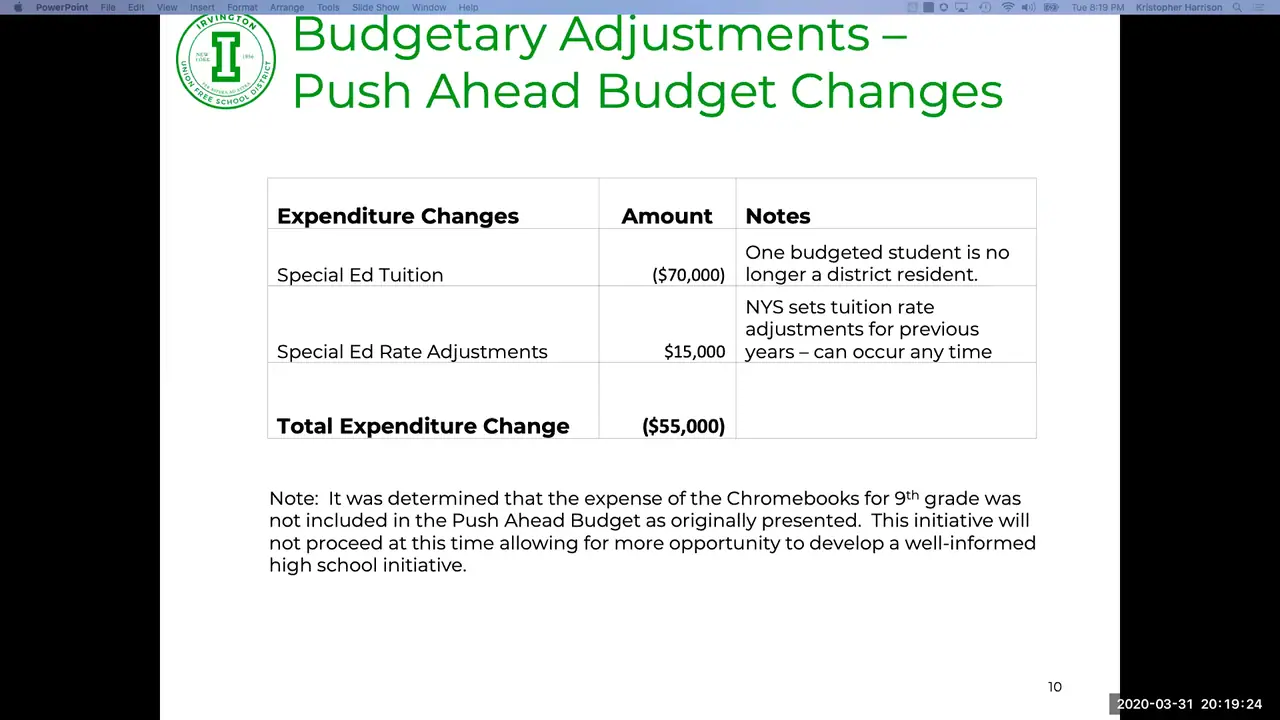 PowerPoint File Edit View Insert Format Arrange Tools Slide Show Window Help Tue 8:19 PM Kristopher Harrison
IRVINGTON
NEW YORK 1956
UNION FREE SCHOOL DISTRICT
Budgetary Adjustments –
Push Ahead Budget Changes
Expenditure Changes Amount Notes
One budgeted student is no
Special Ed Tuition ($70,000) longer a district resident.
NYS sets tuition rate
adjustments for previous
Special Ed Rate Adjustments $15,000 years – can occur any time
Total Expenditure Change ($55,000)
Note: It was determined that the expense of the Chromebooks for 9th grade was
not included in the Push Ahead Budget as originally presented. This initiative will
not proceed at this time allowing for more opportunity to develop a well-informed
high school initiative.
10
2020-03-31 20:19:24